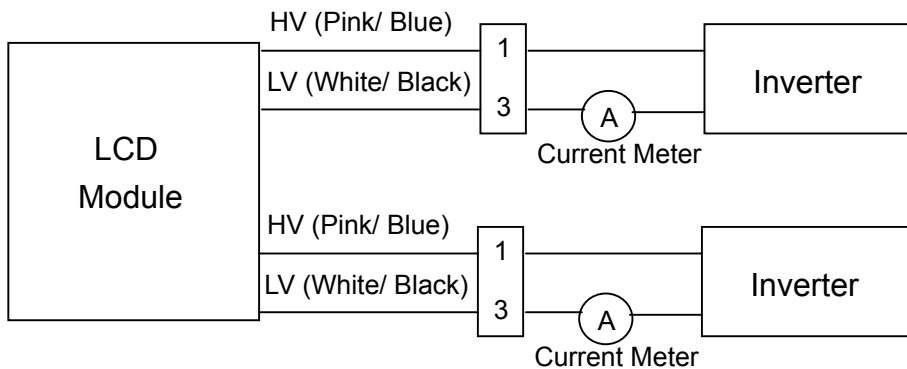 HV (Pink/ Blue)
1
LV (White/ Black)
3
A
Current Meter
Inverter
LCD
Module
HV (Pink/ Blue)
1
LV (White/ Black)
3
A
Current Meter
Inverter